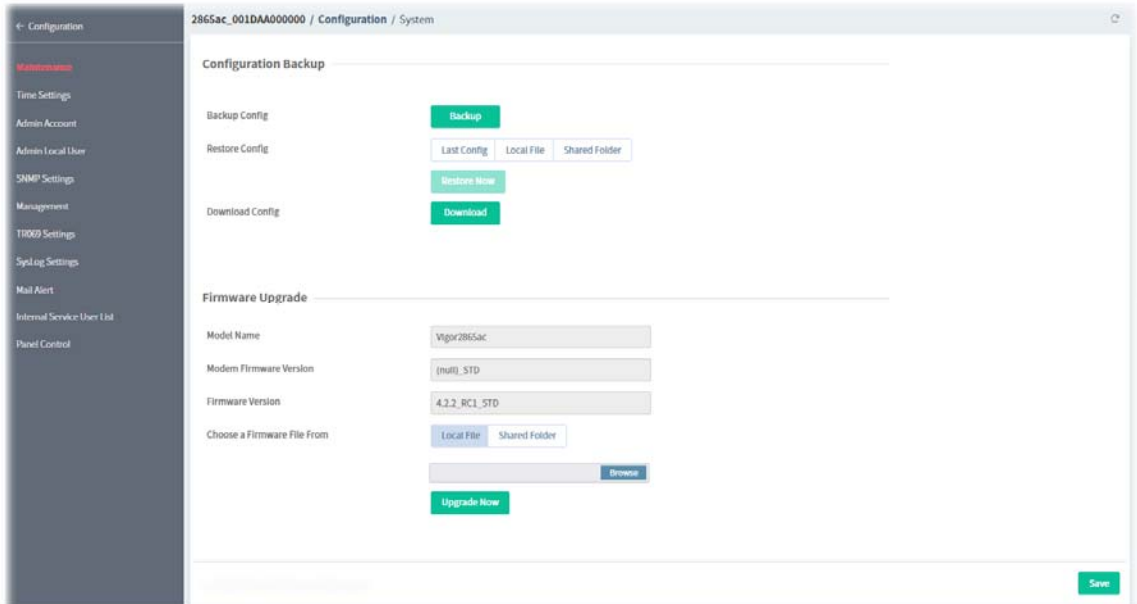 ← Configuration
2865ac_001DAA000000 / Configuration / System
Maintenance
Time Settings
Admin Account
Admin Local User
SNMP Settings
Management
TR069 Settings
SysLog Settings
Mail Alert
Internal Service User List
Panel Control
Configuration Backup
Backup Config
Backup
Restore Config
Last Config Local File Shared Folder
Restore Now
Download Config
Download
Firmware Upgrade
Model Name
Vigor2865ac
Modem Firmware Version
(null)_STD
Firmware Version
4.2.2_RC1_STD
Choose a Firmware File From
Local File Shared Folder
Browse
Upgrade Now
Save